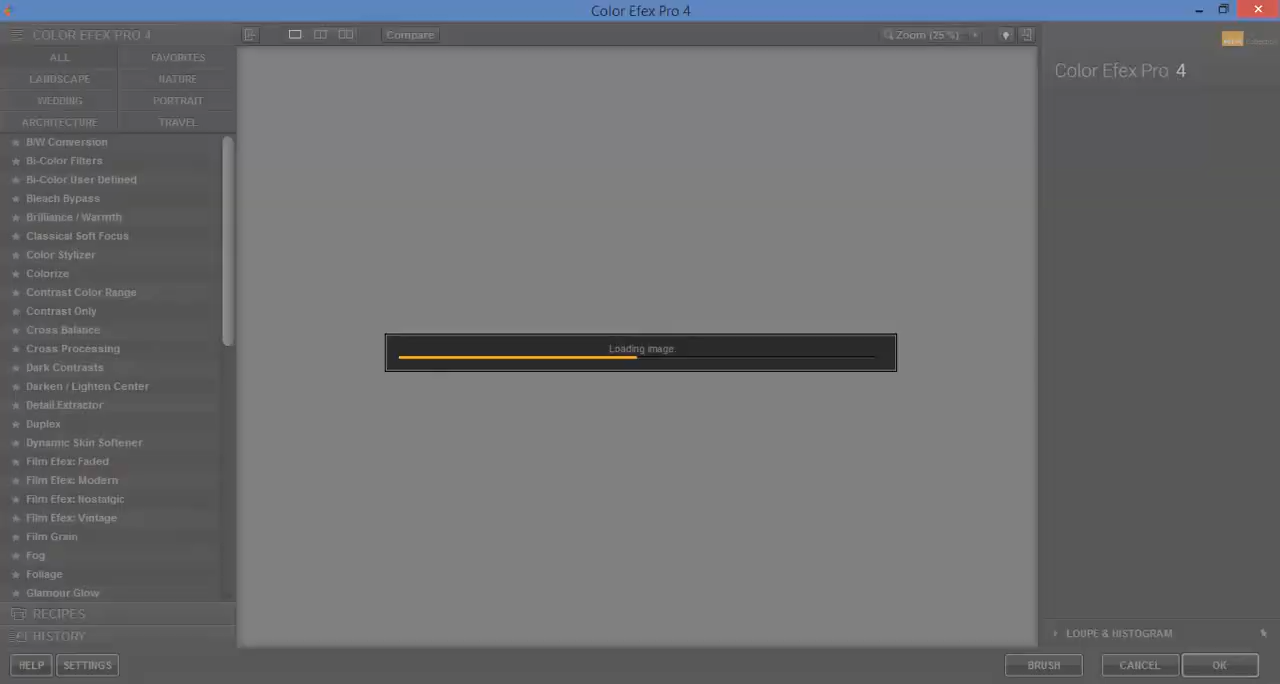 Color Efex Pro 4
COLOR EFEX PRO 4
Compare
Zoom (25 %)
ALL
FAVORITES
LANDSCAPE
NATURE
WEDDING
PORTRAIT
ARCHITECTURE
TRAVEL
B/W Conversion
Bi-Color Filters
Bi-Color User Defined
Bleach Bypass
Brilliance / Warmth
Classical Soft Focus
Color Stylizer
Colorize
Contrast Color Range
Contrast Only
Cross Balance
Cross Processing
Dark Contrasts
Darken / Lighten Center
Detail Extractor
Duplex
Dynamic Skin Softener
Film Efex: Faded
Film Efex: Modern
Film Efex: Nostalgic
Film Efex: Vintage
Film Grain
Fog
Foliage
Glamour Glow
RECIPES
HISTORY
HELP
SETTINGS
Loading image.
Color Efex Pro 4
LOUPE & HISTOGRAM
BRUSH
CANCEL
OK